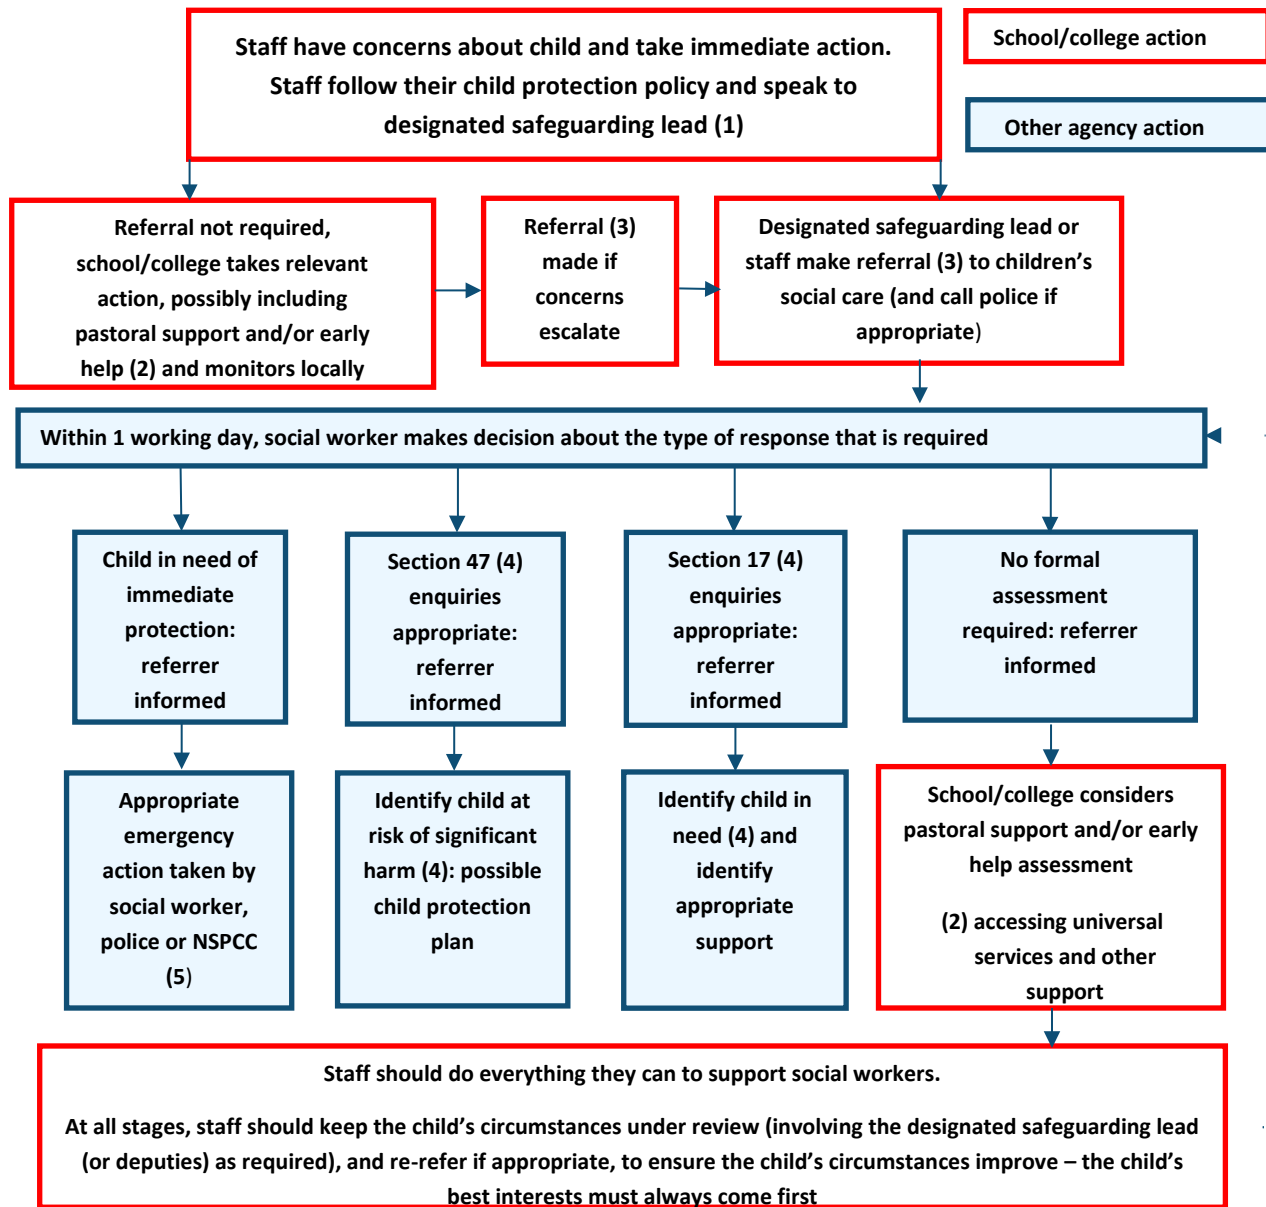 Staff have concerns about child and take immediate action.
Staff follow their child protection policy and speak to
designated safeguarding lead (1)
School/college action
Other agency action
Referral not required,
school/college takes relevant
action, possibly including
pastoral support and/or early
help (2) and monitors locally
Referral (3)
made if
concerns
escalate
Designated safeguarding lead or
staff make referral (3) to children’s
social care (and call police if
appropriate)
Within 1 working day, social worker makes decision about the type of response that is required
Child in need of
immediate
protection:
referrer
informed
Section 47 (4)
enquiries
appropriate:
referrer
informed
Section 17 (4)
enquiries
appropriate:
referrer
informed
No formal
assessment
required: referrer
informed
Appropriate
emergency
action taken by
social worker,
police or NSPCC
(5)
Identify child at
risk of significant
harm (4): possible
child protection
plan
Identify child in
need (4) and
identify
appropriate
support
School/college considers
pastoral support and/or early
help assessment
(2) accessing universal
services and other
support
Staff should do everything they can to support social workers.
At all stages, staff should keep the child’s circumstances under review (involving the designated safeguarding lead
(or deputies) as required), and re-refer if appropriate, to ensure the child’s circumstances improve – the child’s
best interests must always come first